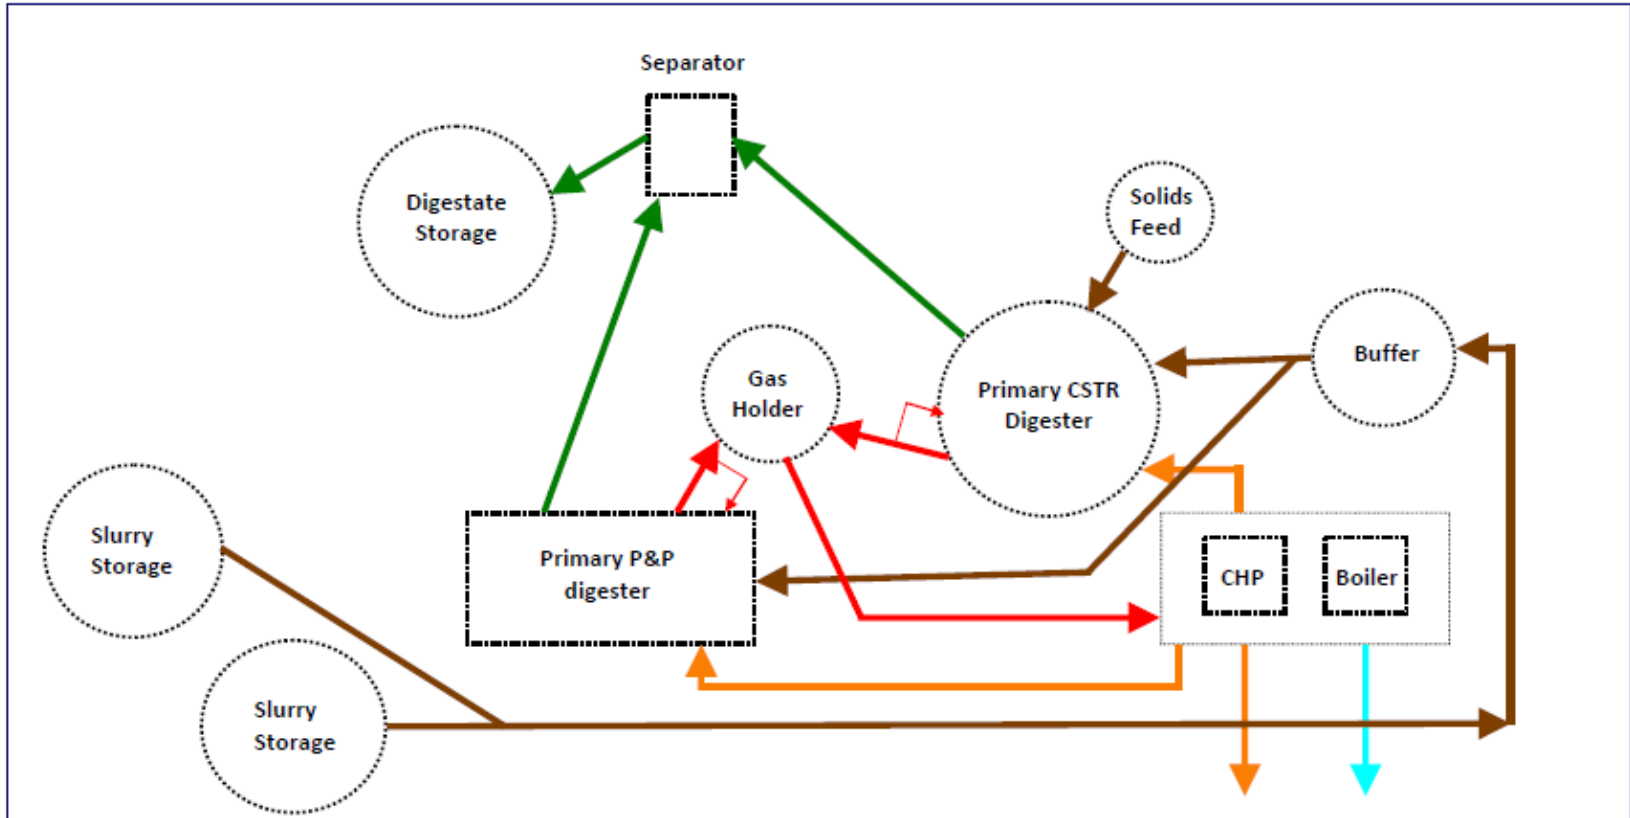 Separator
Digestate
Storage
Solids
Feed
Gas
Holder
Primary CSTR
Digester
Buffer
Slurry
Storage
Primary P&P
digester
CHP
Boiler
Slurry
Storage